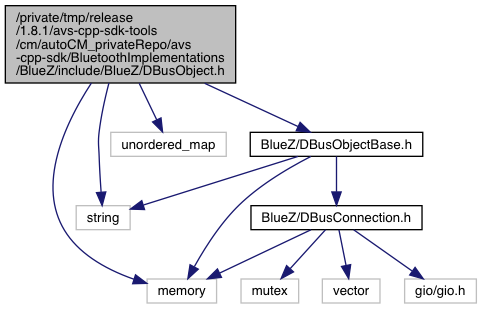 /private/tmp/release
/1.8.1/avs-cpp-sdk-tools
/cm/autoCM_privateRepo/avs
-cpp-sdk/BluetoothImplementations
/BlueZ/include/BlueZ/DBusObject.h
unordered_map
BlueZ/DBusObjectBase.h
string
BlueZ/DBusConnection.h
memory
mutex
vector
gio/gio.h